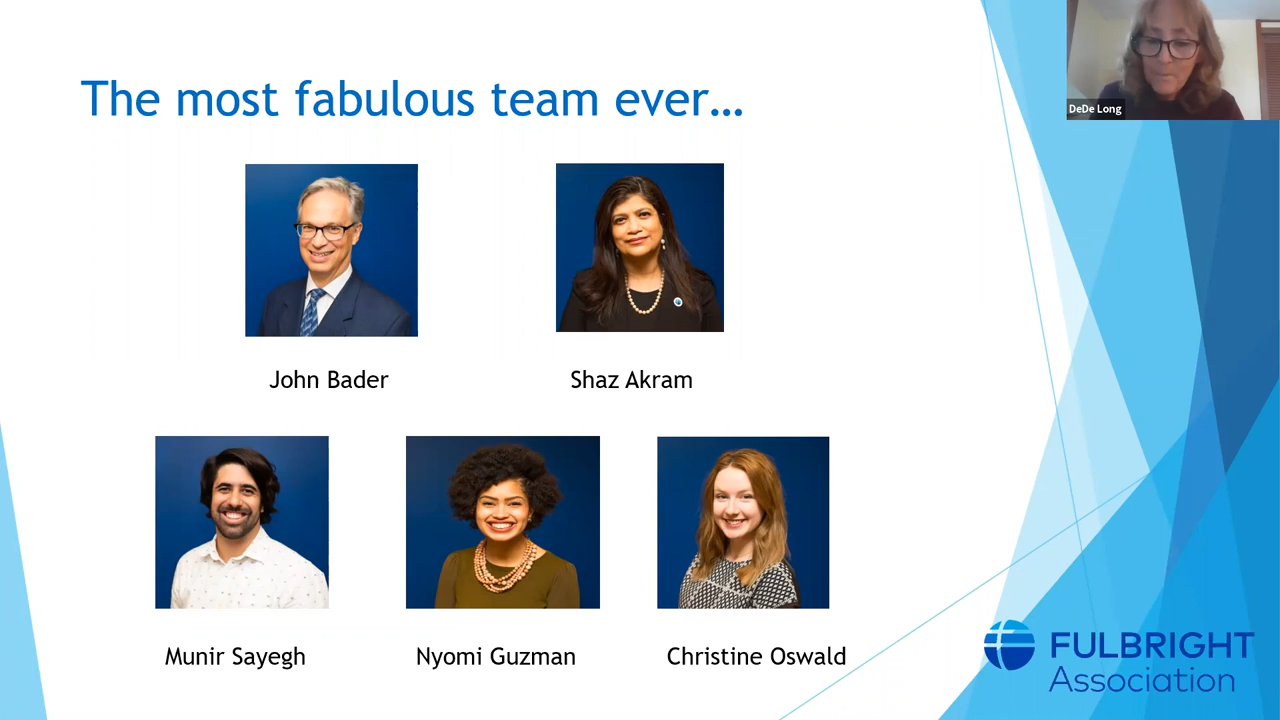 The most fabulous team ever…
DeDe Long
John Bader
Shaz Akram
Munir Sayegh
Nyomi Guzman
Christine Oswald
FULBRIGHT
Association